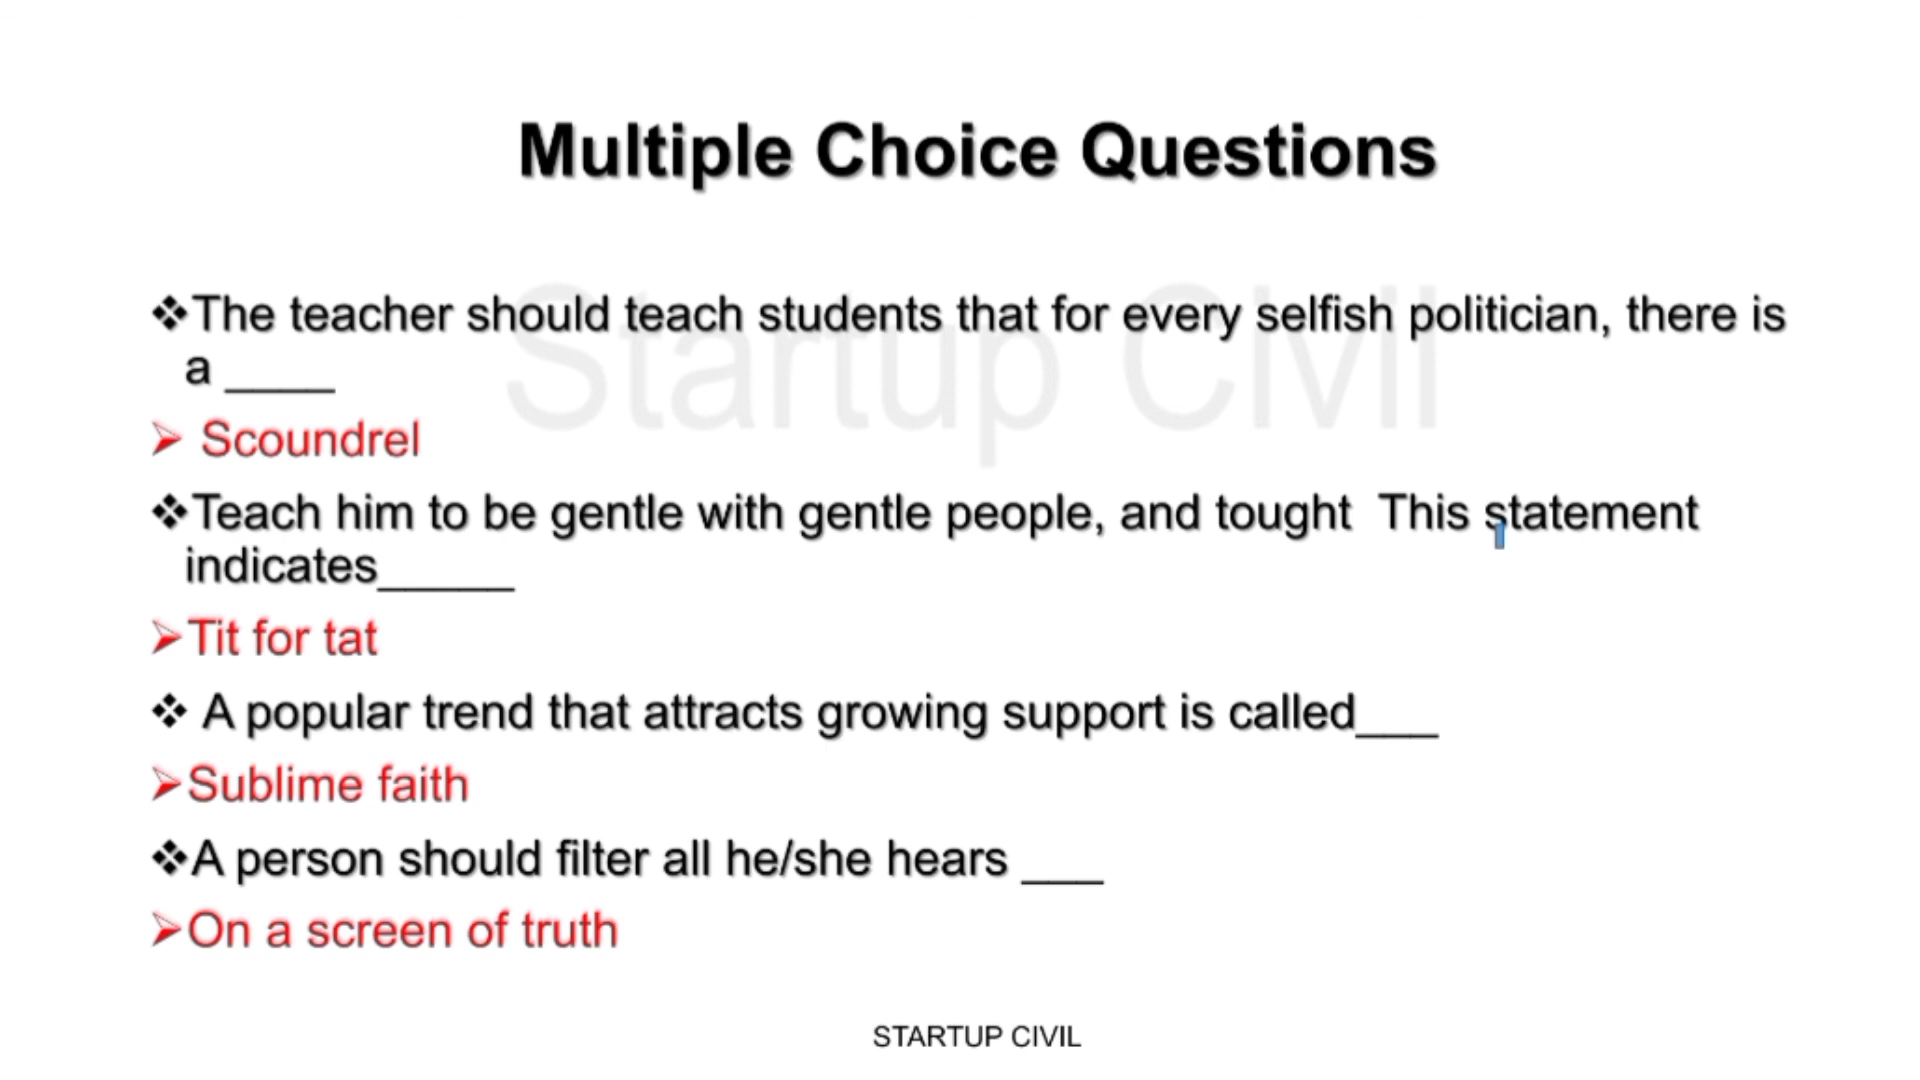 Multiple Choice Questions
Startup Civil
❖The teacher should teach students that for every selfish politician, there is
a ____
➢ Scoundrel
❖Teach him to be gentle with gentle people, and tought  This statement
indicates_____
➢Tit for tat
❖ A popular trend that attracts growing support is called___
➢Sublime faith
❖A person should filter all he/she hears ___
➢On a screen of truth
STARTUP CIVIL